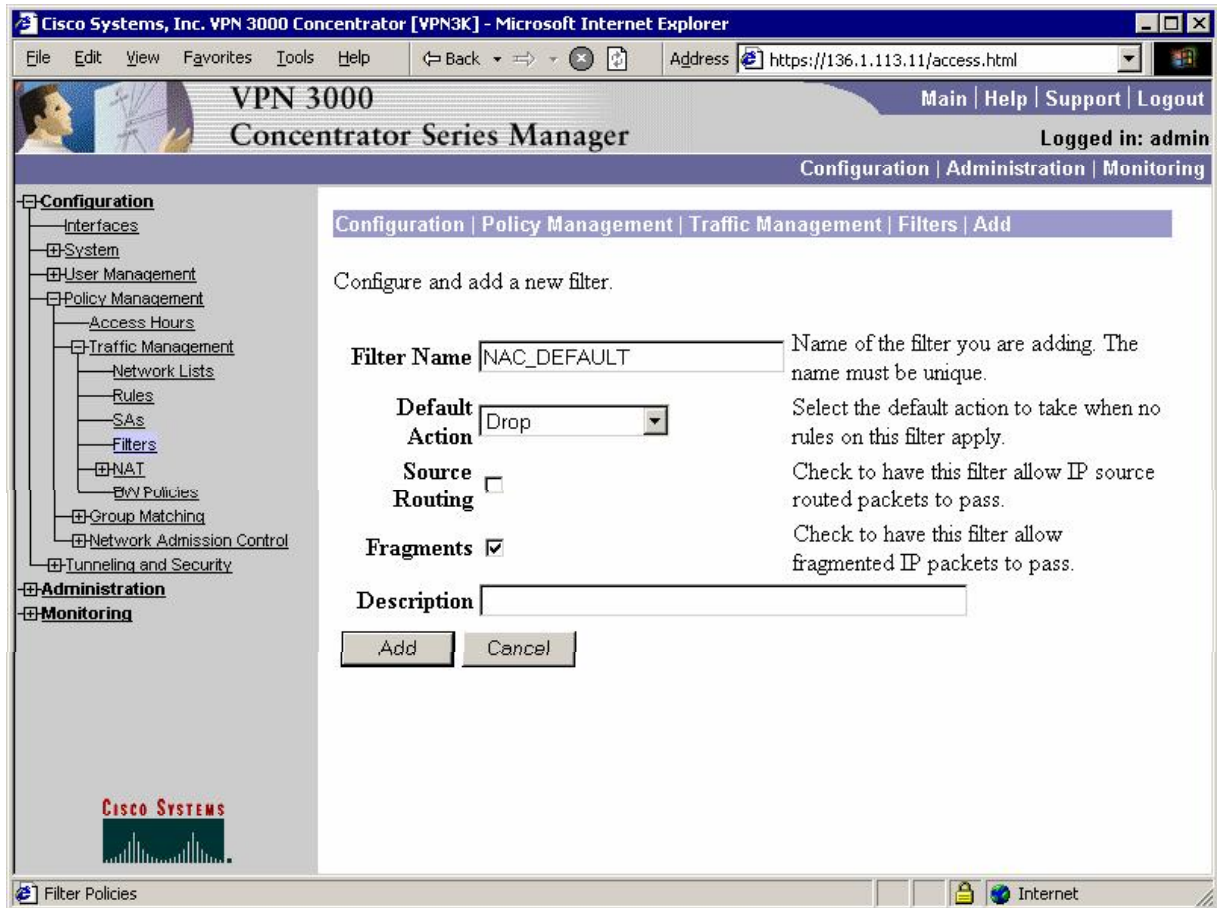 Cisco Systems, Inc. VPN 3000 Concentrator [VPN3K] - Microsoft Internet Explorer
File Edit View Favorites Tools Help Back Address https://136.1.113.11/access.html
VPN 3000
Concentrator Series Manager
Main | Help | Support | Logout
Logged in: admin
Configuration | Administration | Monitoring
Configuration
Interfaces
System
User Management
Policy Management
Access Hours
Traffic Management
Network Lists
Rules
SAs
Filters
NAT
BW Policies
Group Matching
Network Admission Control
Tunneling and Security
Administration
Monitoring
CISCO SYSTEMS
Configuration | Policy Management | Traffic Management | Filters | Add
Configure and add a new filter.
Filter Name NAC_DEFAULT
Name of the filter you are adding. The
name must be unique.
Default
Action Drop
Select the default action to take when no
rules on this filter apply.
Source
Routing
Check to have this filter allow IP source
routed packets to pass.
Fragments
Check to have this filter allow
fragmented IP packets to pass.
Description
Add Cancel
Filter Policies Internet